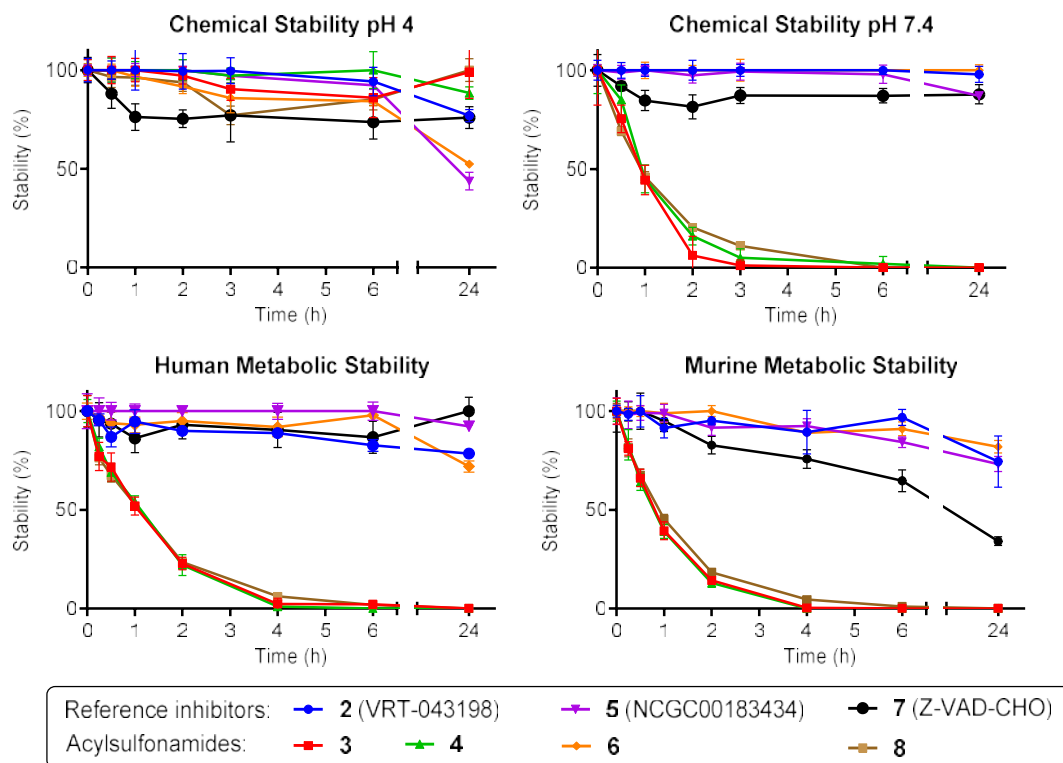 Chemical Stability pH 4
Stability (%)
100
50
0
0 1 2 3 4 5 6 24
Time (h)
Chemical Stability pH 7.4
Stability (%)
100
50
0
0 1 2 3 4 5 6 24
Time (h)
Human Metabolic Stability
Stability (%)
100
50
0
0 1 2 3 4 5 6 24
Time (h)
Murine Metabolic Stability
Stability (%)
100
50
0
0 1 2 3 4 5 6 24
Time (h)
Reference inhibitors: 2 (VRT-043198) 5 (NCGC00183434) 7 (Z-VAD-CHO)
Acylsulfonamides: 3 4 6 8